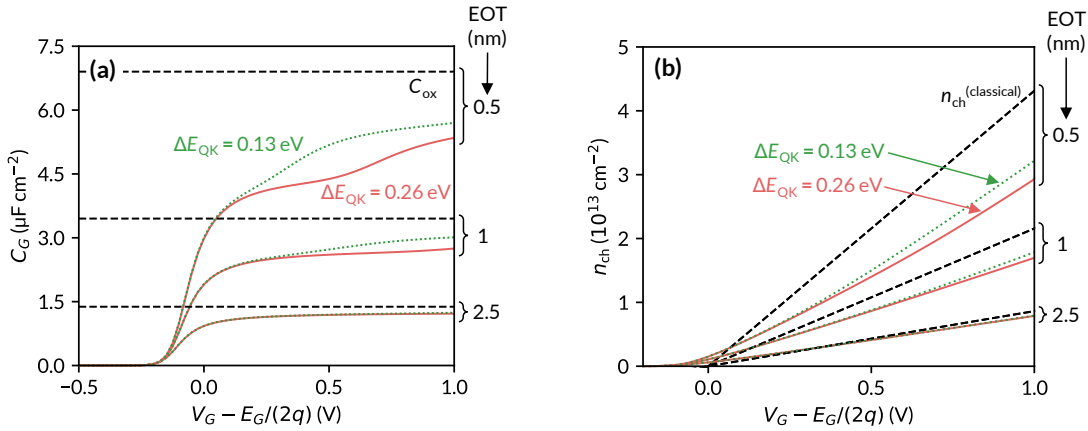 (a)
EOT
(nm)
7.5
6.0
4.5
3.0
1.5
0.0
C_G (μF cm⁻²)
C_ox
ΔE_QK = 0.13 eV
ΔE_QK = 0.26 eV
0.5
1
2.5
−0.5
0.0
0.5
1.0
V_G − E_G/(2q) (V)
(b)
EOT
(nm)
5
4
3
2
1
0
n_ch (10¹³ cm⁻²)
n_ch^(classical)
ΔE_QK = 0.13 eV
ΔE_QK = 0.26 eV
0.5
1
2.5
0.0
0.5
1.0
V_G − E_G/(2q) (V)